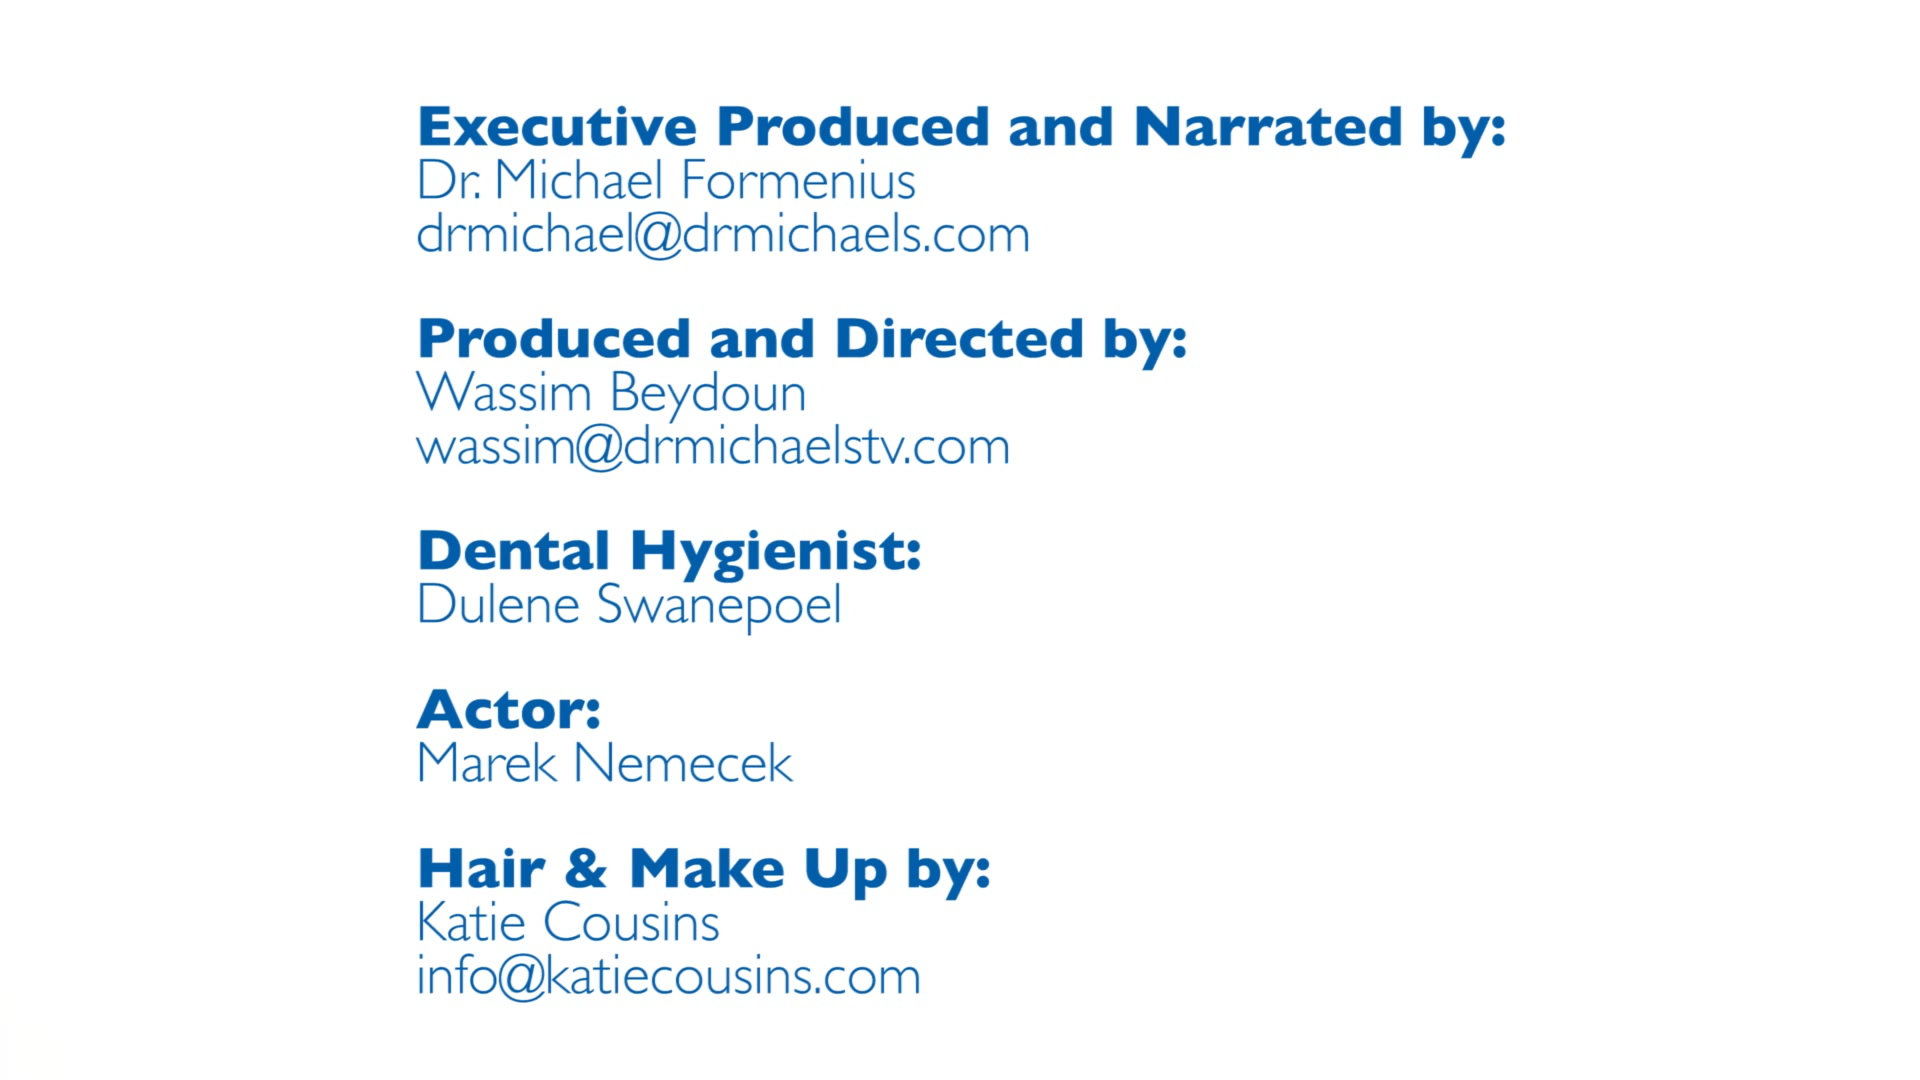 Executive Produced and Narrated by:
Dr. Michael Formenius
drmichael@drmichaels.com
Produced and Directed by:
Wassim Beydoun
wassim@drmichaelstv.com
Dental Hygienist:
Dulene Swanepoel
Actor:
Marek Nemecek
Hair & Make Up by:
Katie Cousins
info@katiecousins.com